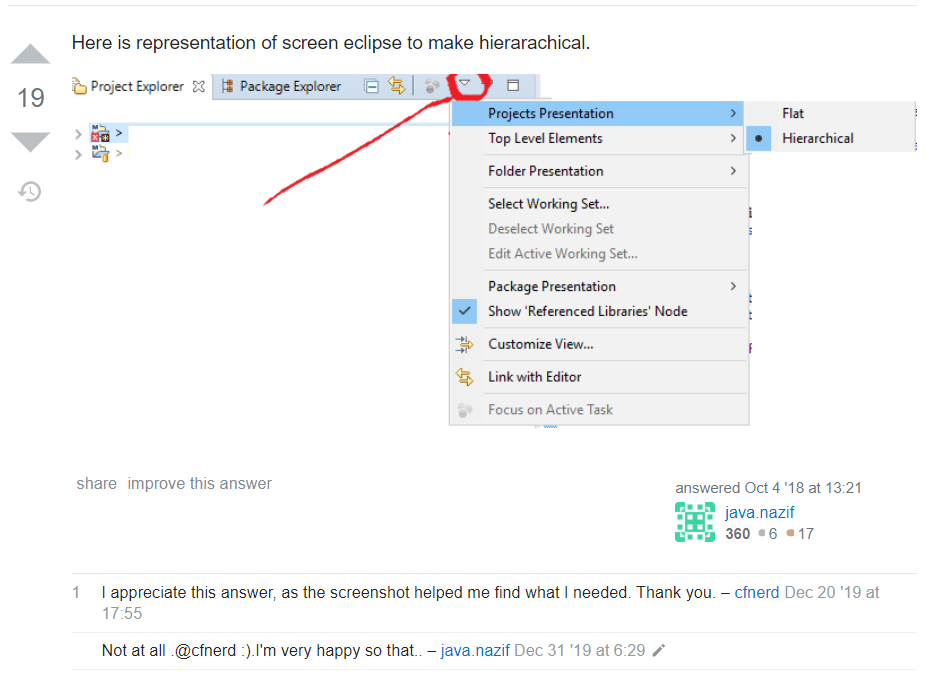 Here is representation of screen eclipse to make hierarachical.
19
Project Explorer Package Explorer
Projects Presentation
Flat
Top Level Elements
Hierarchical
Folder Presentation
Select Working Set...
Deselect Working Set
Edit Active Working Set...
Package Presentation
Show 'Referenced Libraries' Node
Customize View...
Link with Editor
Focus on Active Task
share improve this answer
answered Oct 4 '18 at 13:21
java.nazif
360 6 17
1 I appreciate this answer, as the screenshot helped me find what I needed. Thank you. – cfnerd Dec 20 '19 at
17:55
Not at all .@cfnerd :).I'm very happy so that.. – java.nazif Dec 31 '19 at 6:29